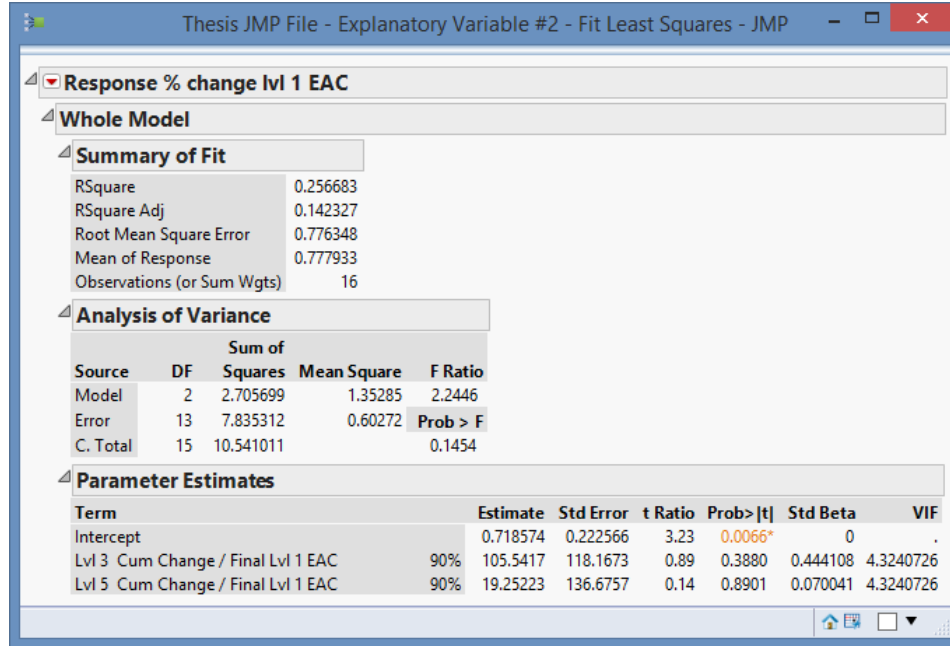 Thesis JMP File - Explanatory Variable #2 - Fit Least Squares - JMP
Response % change lvl 1 EAC
Whole Model
Summary of Fit
RSquare 0.256683
RSquare Adj 0.142327
Root Mean Square Error 0.776348
Mean of Response 0.777933
Observations (or Sum Wgts) 16
Analysis of Variance
Sum of
Source DF Squares Mean Square F Ratio
Model 2 2.705699 1.35285 2.2446
Error 13 7.835312 0.60272 Prob > F
C. Total 15 10.541011 0.1454
Parameter Estimates
Term Estimate Std Error t Ratio Prob>|t| Std Beta VIF
Intercept 0.718574 0.222566 3.23 0.0066* 0 .
Lvl 3 Cum Change / Final Lvl 1 EAC 90% 105.5417 118.1673 0.89 0.3880 0.444108 4.3240726
Lvl 5 Cum Change / Final Lvl 1 EAC 90% 19.25223 136.6757 0.14 0.8901 0.070041 4.3240726